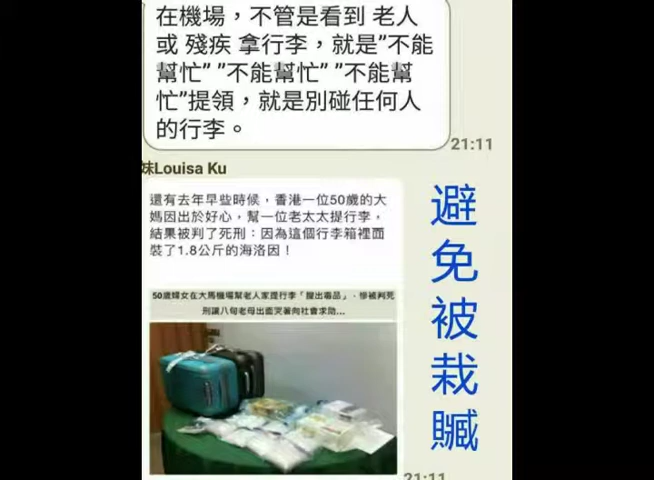 在機場，不管是看到 老人
或 殘疾 拿行李，就是”不能
幫忙” ”不能幫忙” ”不能幫
忙”提領，就是別碰任何人
的行李。
21:11
妹Louisa Ku
還有去年早些時候，香港一位50歲的大
媽因出於好心，幫一位老太太提行李，
結果被判了死刑：因為這個行李箱裡面
裝了1.8公斤的海洛因！
50歲婦女在大馬機場幫老人家提行李「搜出毒品」，慘被判死
刑讓八旬老母出面哭著向社會求助...
21:11
避免被栽贓